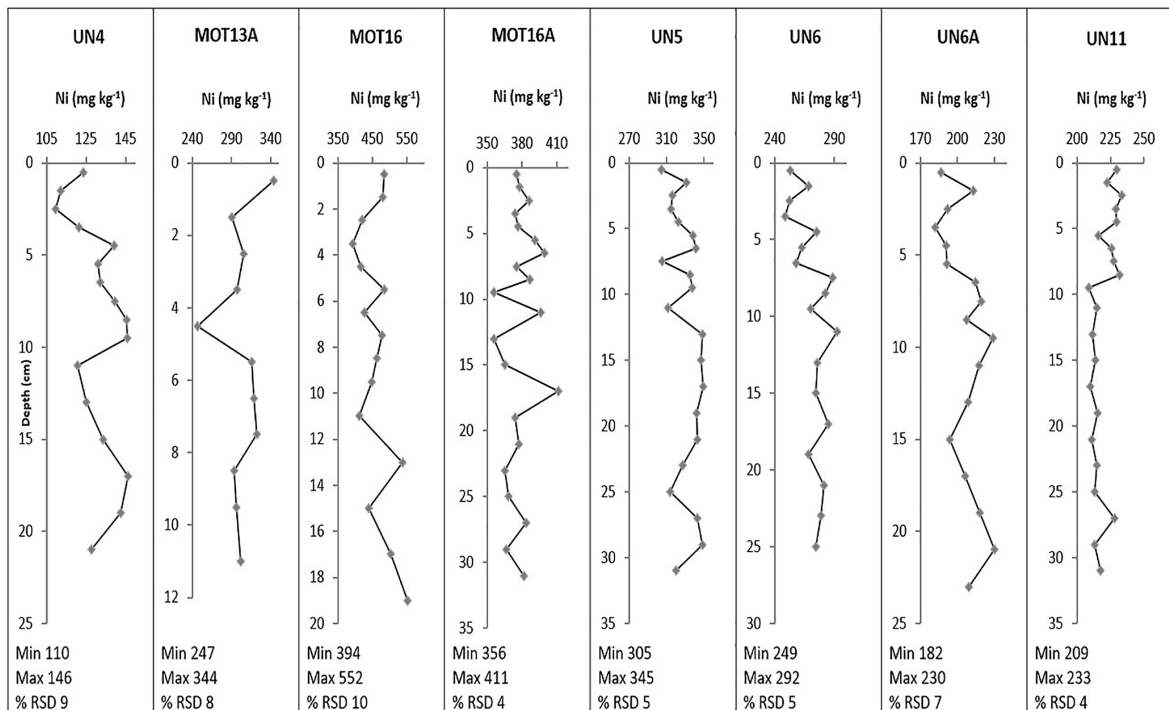 UN4
Ni (mg kg-1)
105 125 145
0
5
10
15
20
25
Depth (cm)
Min 110
Max 146
% RSD 9
MOT13A
Ni (mg kg-1)
240 290 340
0
2
4
6
8
10
12
Min 247
Max 344
% RSD 8
MOT16
Ni (mg kg-1)
350 450 550
0
2
4
6
8
10
12
14
16
18
20
Min 394
Max 552
% RSD 10
MOT16A
Ni (mg kg-1)
350 380 410
0
5
10
15
20
25
30
35
Min 356
Max 411
% RSD 4
UN5
Ni (mg kg-1)
270 310 350
0
5
10
15
20
25
30
35
Min 305
Max 345
% RSD 5
UN6
Ni (mg kg-1)
240 290
0
5
10
15
20
25
30
Min 249
Max 292
% RSD 5
UN6A
Ni (mg kg-1)
170 200 230
0
5
10
15
20
25
Min 182
Max 230
% RSD 7
UN11
Ni (mg kg-1)
200 225 250
0
5
10
15
20
25
30
35
Min 209
Max 233
% RSD 4